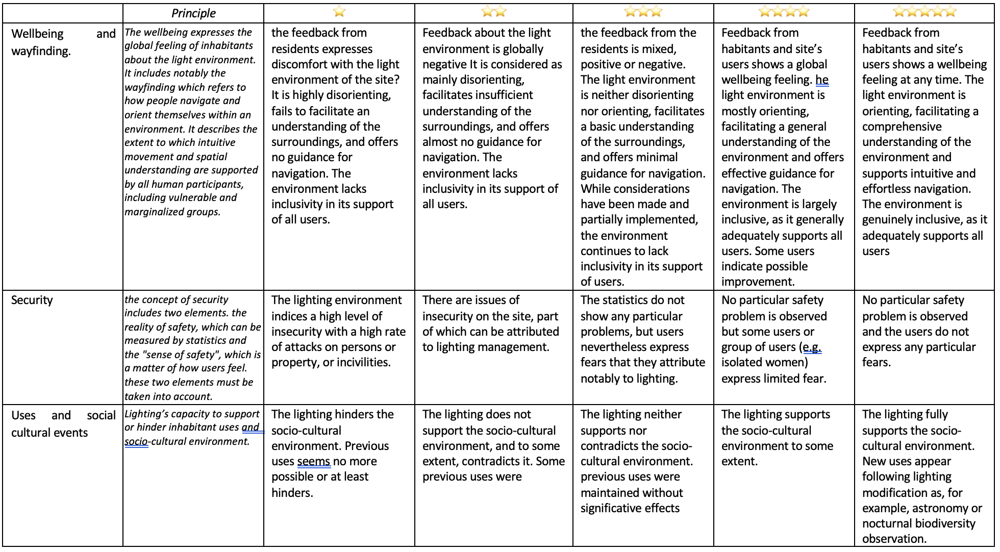 Principle
⭐
⭐⭐
⭐⭐⭐
⭐⭐⭐⭐
⭐⭐⭐⭐⭐
Wellbeing and
wayfinding.
The wellbeing expresses the
global feeling of inhabitants
about the light environment.
It includes notably the
wayfinding which refers to
how people navigate and
orient themselves within an
environment. It describes the
extent to which intuitive
movement and spatial
understanding are supported
by all human participants,
including vulnerable and
marginalized groups.
the feedback from
residents expresses
discomfort with the light
environment of the site?
It is highly disorienting,
fails to facilitate an
understanding of the
surroundings, and offers
no guidance for
navigation. The
environment lacks
inclusivity in its support
of all users.
Feedback about the light
environment is globally
negative It is considered as
mainly disorienting,
facilitates insufficient
understanding of the
surroundings, and offers
almost no guidance for
navigation. The
environment lacks
inclusivity in its support of
all users.
the feedback from the
residents is mixed,
positive or negative.
The light environment
is neither disorienting
nor orienting, facilitates
a basic understanding
of the surroundings,
and offers minimal
guidance for navigation.
While considerations
have been made and
partially implemented,
the environment
continues to lack
inclusivity in its support
of users.
Feedback from
habitants and site’s
users shows a global
wellbeing feeling. he
light environment is
mostly orienting,
facilitating a general
understanding of the
environment and offers
effective guidance for
navigation. The
environment is largely
inclusive, as it generally
adequately supports all
users. Some users
indicate possible
improvement.
Feedback from
habitants and site’s
users shows a wellbeing
feeling at any time. The
light environment is
orienting, facilitating a
comprehensive
understanding of the
environment and
supports intuitive and
effortless navigation.
The environment is
genuinely inclusive, as it
adequately supports all
users
Security
the concept of security
includes two elements. the
reality of safety, which can be
measured by statistics and
the "sense of safety", which is
a matter of how users feel.
these two elements must be
taken into account.
The lighting environment
indices a high level of
insecurity with a high rate
of attacks on persons or
property, or incivilities.
There are issues of
insecurity on the site, part
of which can be attributed
to lighting management.
The statistics do not
show any particular
problems, but users
nevertheless express
fears that they attribute
notably to lighting.
No particular safety
problem is observed
but some users or
group of users (e.g.
isolated women)
express limited fear.
No particular safety
problem is observed
and the users do not
express any particular
fears.
Uses and social
cultural events
Lighting’s capacity to support
or hinder inhabitant uses and
socio-cultural environment.
The lighting hinders the
socio-cultural
environment. Previous
uses seems no more
possible or at least
hinders.
The lighting does not
support the socio-cultural
environment, and to some
extent, contradicts it. Some
previous uses were
The lighting neither
supports nor
contradicts the socio-
cultural environment.
previous uses were
maintained without
significative effects
The lighting supports
the socio-cultural
environment to some
extent.
The lighting fully
supports the socio-
cultural environment.
New uses appear
following lighting
modification as, for
example, astronomy or
nocturnal biodiversity
observation.